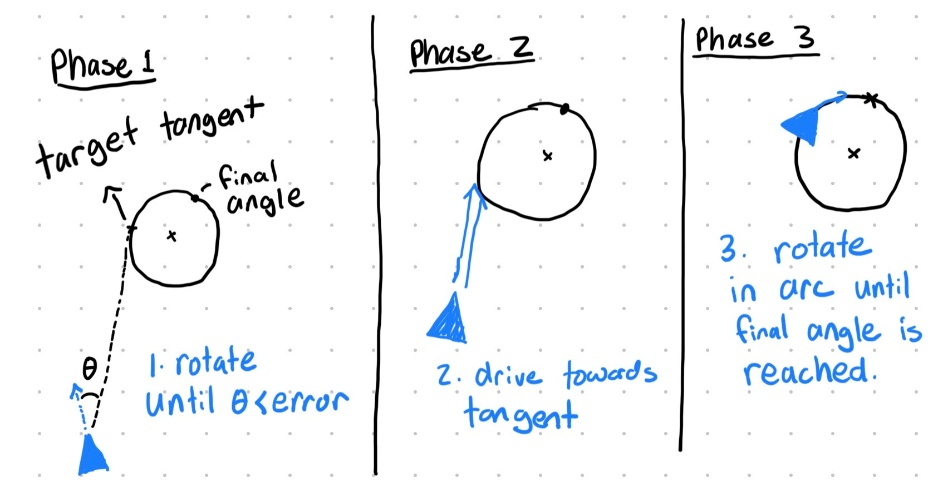 Phase 1
target tangent
final
angle
θ
1. rotate
until θ<error
Phase 2
2. drive towards
tangent
Phase 3
3. rotate
in arc until
final angle is
reached.